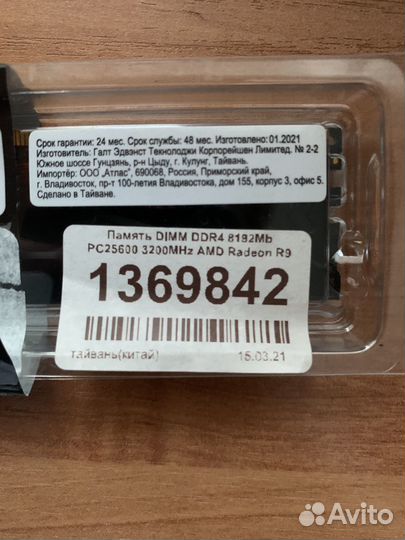 Срок гарантии: 24 мес. Срок службы: 48 мес. Изготовлено: 01.2021
Изготовитель: Галт Эдвэнст Текнолоджи Корпорейшен Лимитед. № 2-2
Южное шоссе Гунцзянь, р-н Цыду, г. Кулунг, Тайвань.
Импортёр: ООО „Атлас", 690068, Россия, Приморский край,
г. Владивосток, пр-т 100-летия Владивостока, дом 155, корпус 3, офис 5.
Сделано в Тайване.
Память DIMM DDR4 8192Mb
PC25600 3200MHz AMD Radeon R9
1369842
тайвань(китай) 15.03.21
Avito